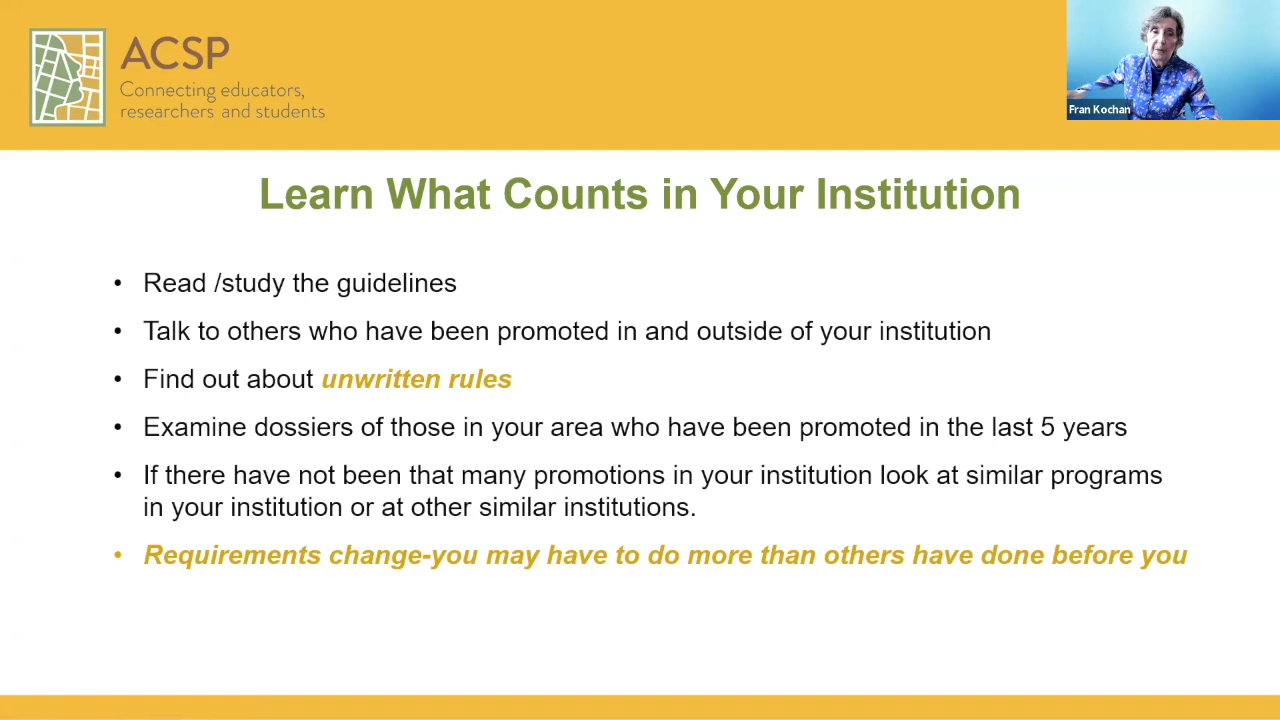 ACSP
Connecting educators,
researchers and students
Fran Kochan
Learn What Counts in Your Institution
• Read /study the guidelines
• Talk to others who have been promoted in and outside of your institution
• Find out about unwritten rules
• Examine dossiers of those in your area who have been promoted in the last 5 years
• If there have not been that many promotions in your institution look at similar programs
in your institution or at other similar institutions.
• Requirements change-you may have to do more than others have done before you